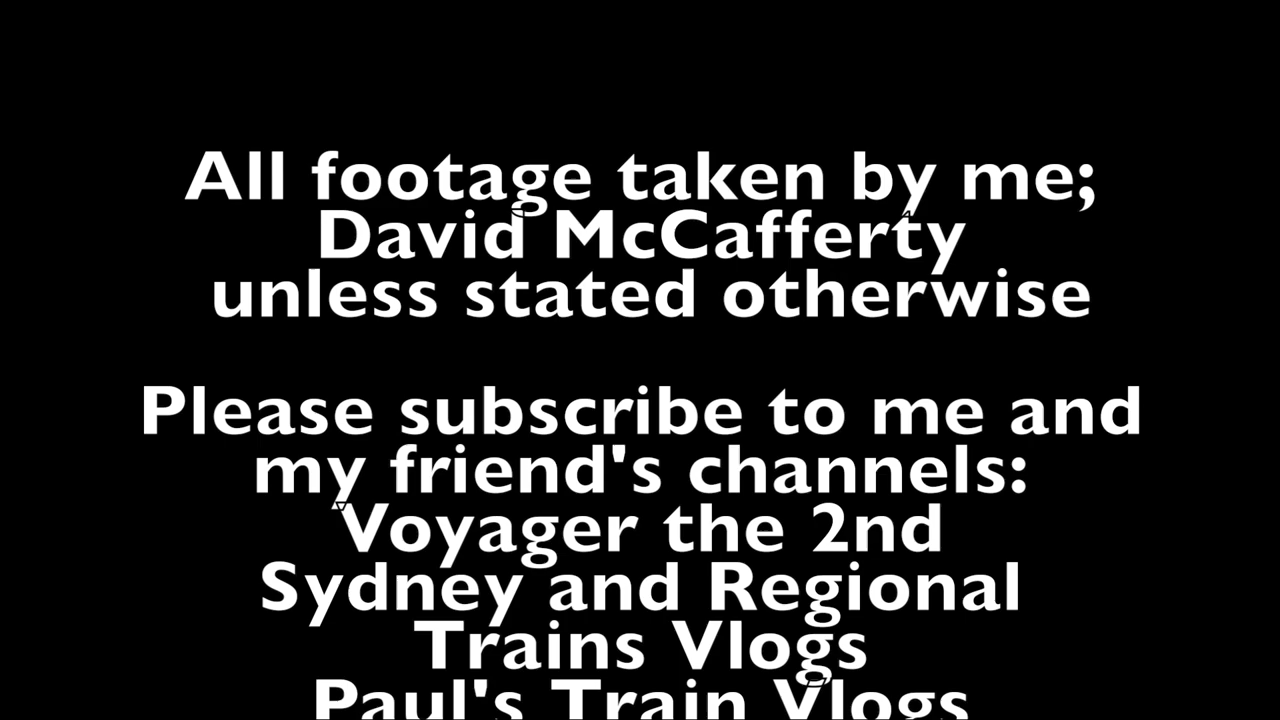 All footage taken by me;
David McCafferty
unless stated otherwise
Please subscribe to me and
my friend's channels:
Voyager the 2nd
Sydney and Regional
Trains Vlogs
Paul's Train Vlogs